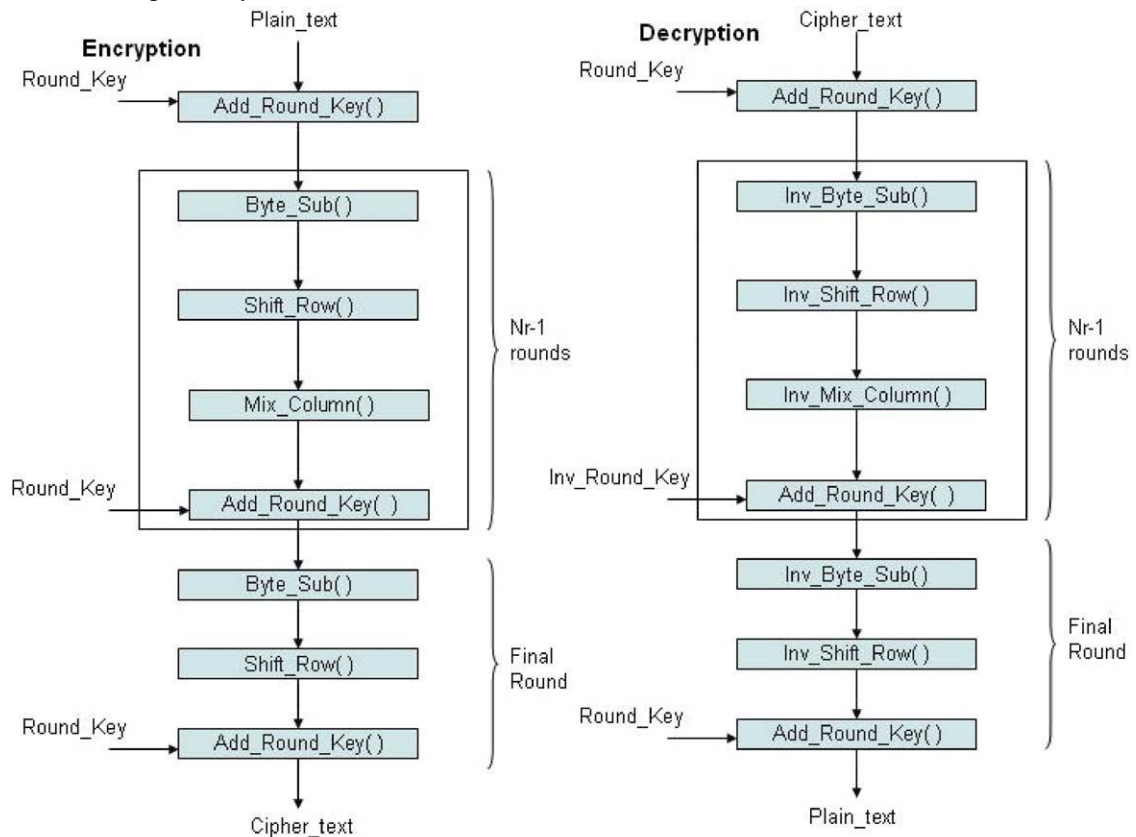 Plain_text
Encryption
Round_Key
Add_Round_Key()
Byte_Sub()
Shift_Row()
Mix_Column()
Nr-1
rounds
Round_Key
Add_Round_Key( )
Byte_Sub()
Shift_Row()
Final
Round
Round_Key
Add_Round_Key()
Cipher_text
Cipher_text
Decryption
Round_Key
Add_Round_Key()
Inv_Byte_Sub()
Inv_Shift_Row()
Inv_Mix_Column()
Nr-1
rounds
Inv_Round_Key
Add_Round_Key( )
Inv_Byte_Sub()
Inv_Shift_Row()
Final
Round
Round_Key
Add_Round_Key()
Plain_text